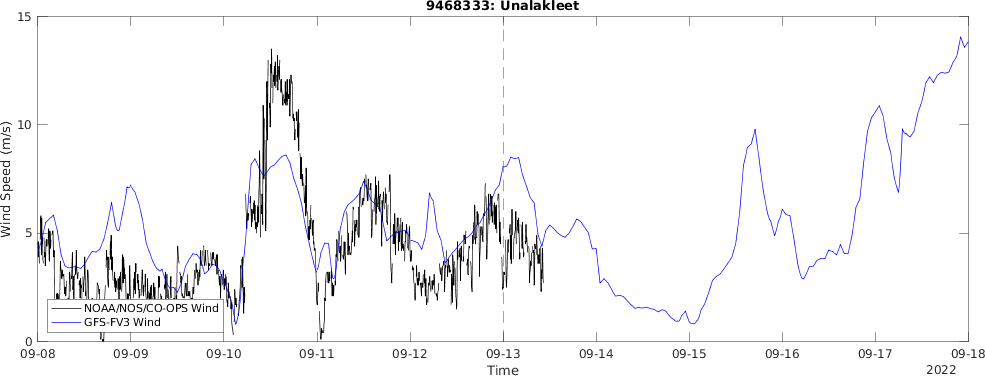 9468333: Unalakleet
15
10
5
0
Wind Speed (m/s)
NOAA/NOS/CO-OPS Wind
GFS-FV3 Wind
09-08 09-09 09-10 09-11 09-12 09-13 09-14 09-15 09-16 09-17 09-18
Time
2022